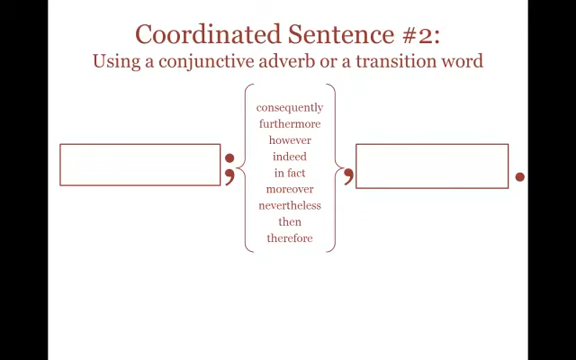 Coordinated Sentence #2:
Using a conjunctive adverb or a transition word
consequently
furthermore
however
indeed
; in fact , .
moreover
nevertheless
then
therefore